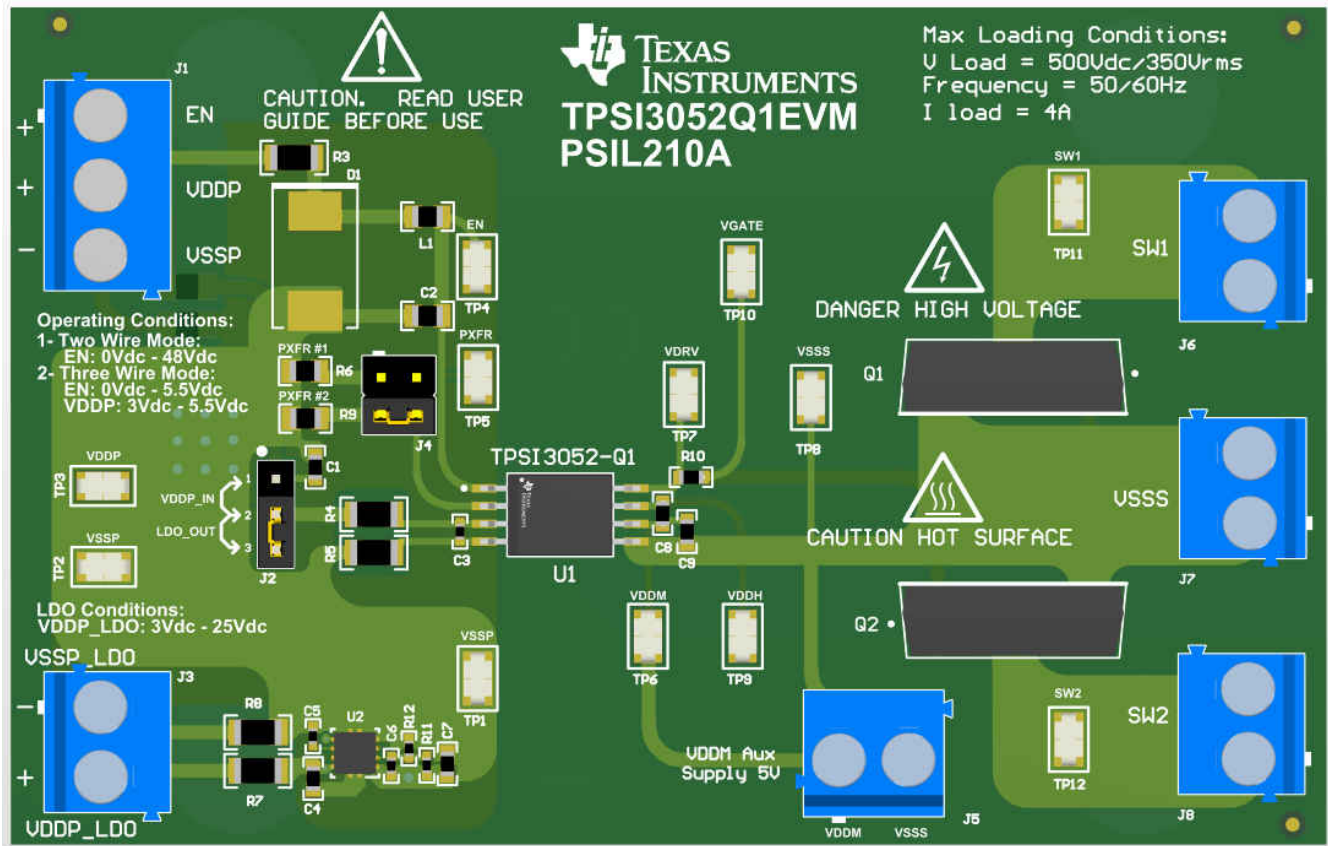 TEXAS
INSTRUMENTS
TPSI3052Q1EVM
PSIL210A
Max Loading Conditions:
V Load = 500Vdc/350Vrms
Frequency = 50/60Hz
I load = 4A
CAUTION. READ USER
GUIDE BEFORE USE
J1
+
EN
+
VDDP
-
VSSP
R3
D1
L1
C2
EN
TP4
PXFR
TP5
Operating Conditions:
1- Two Wire Mode:
EN: 0Vdc - 48Vdc
2- Three Wire Mode:
EN: 0Vdc - 5.5Vdc
VDDP: 3Vdc - 5.5Vdc
PXFR #1
R6
PXFR #2
R9
J4
VDDP
TP3
VSSP
TP2
VDDP_IN
LDO_OUT
1
2
3
J2
C1
R4
R5
C3
TPSI3052-Q1
U1
VGATE
TP10
VDRV
TP7
VSSS
TP8
R10
C8
C9
VDDM
TP6
VDDH
TP9
SW1
TP11
SW1
J6
DANGER HIGH VOLTAGE
Q1
VSSS
J7
CAUTION HOT SURFACE
Q2
SW2
TP12
SW2
J8
LDO Conditions:
VDDP_LDO: 3Vdc - 25Vdc
VSSP_LDO
J3
-
+
VDDP_LDO
R8
R7
C5
C4
U2
C6
R12
R11
C7
VSSP
TP1
VDDM Aux
Supply 5V
J5
VDDM
VSSS